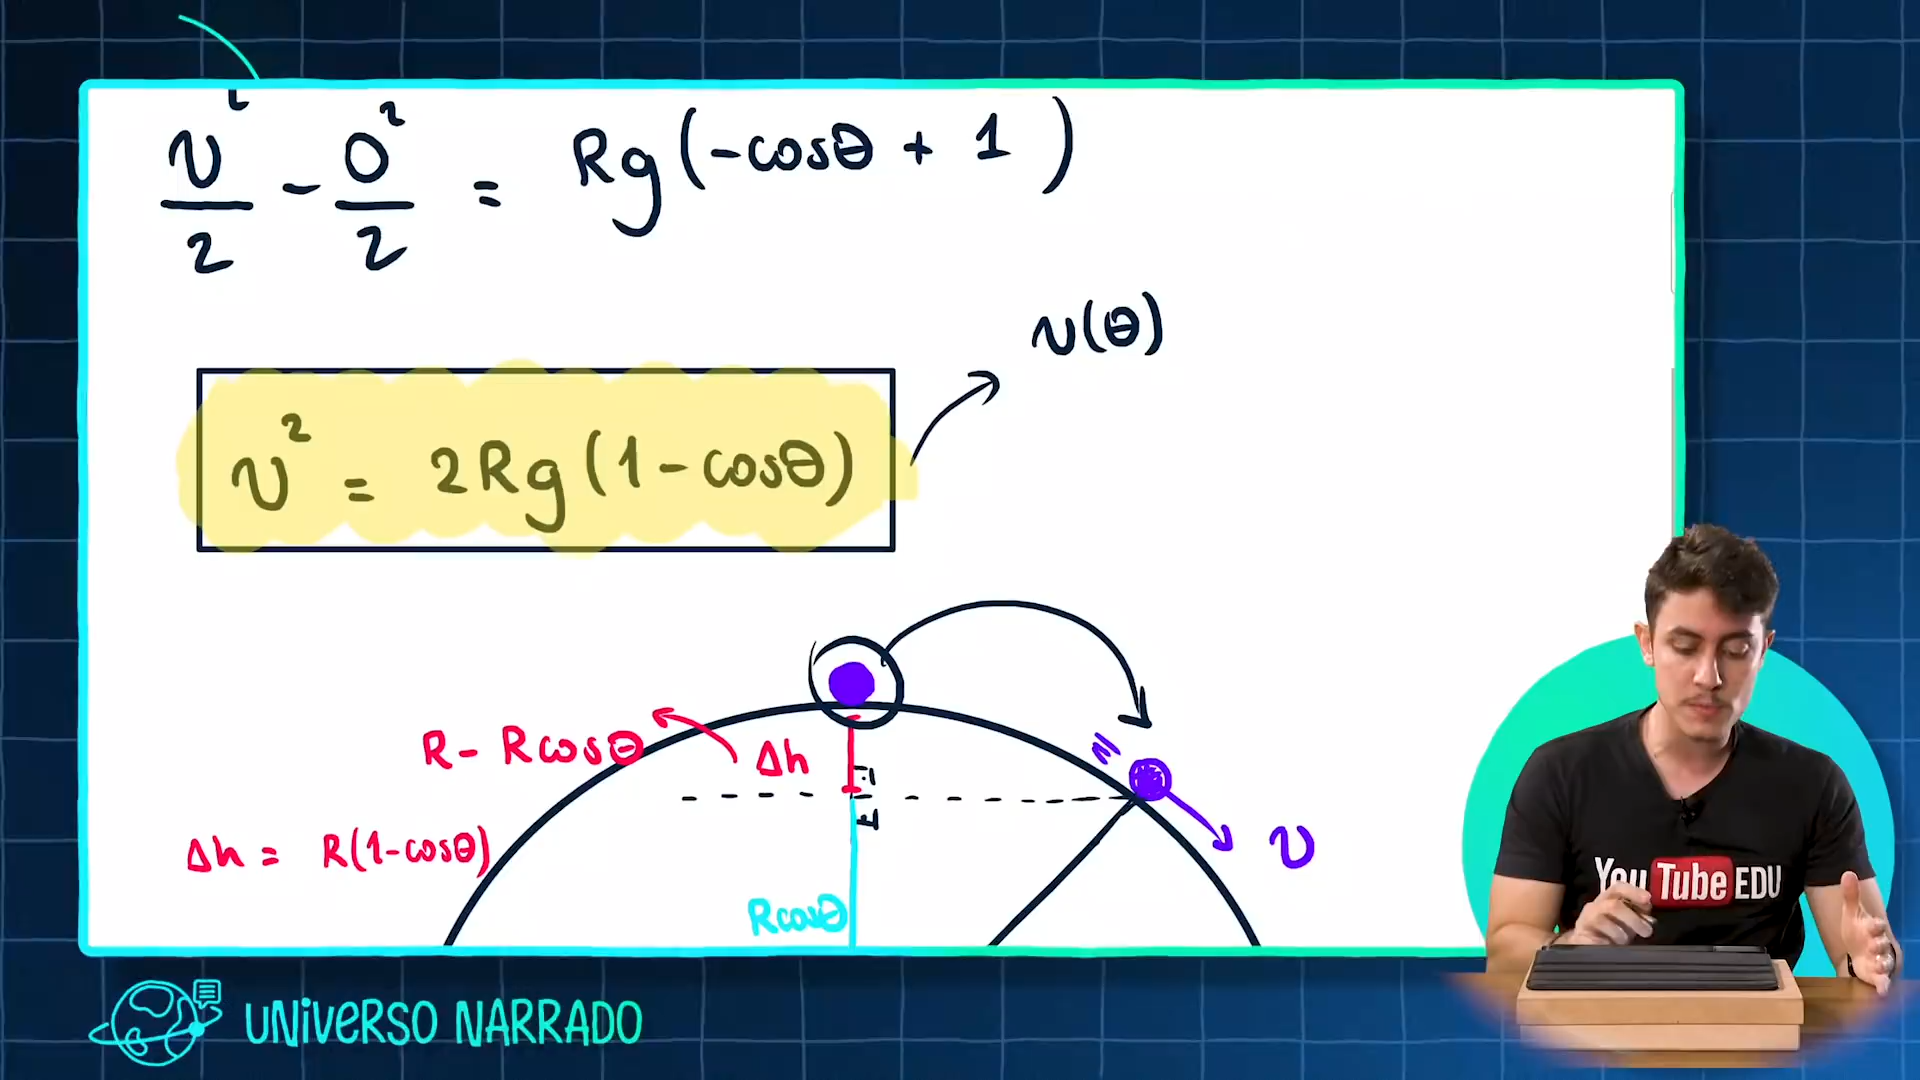 v²/2 - 0²/2 = Rg(-cosθ + 1)
v(θ)
v² = 2Rg(1-cosθ)
R - Rcosθ
Δh
Δh = R(1-cosθ)
v
Rcosθ
YouTube EDU
UNiVeRSO NARRADO